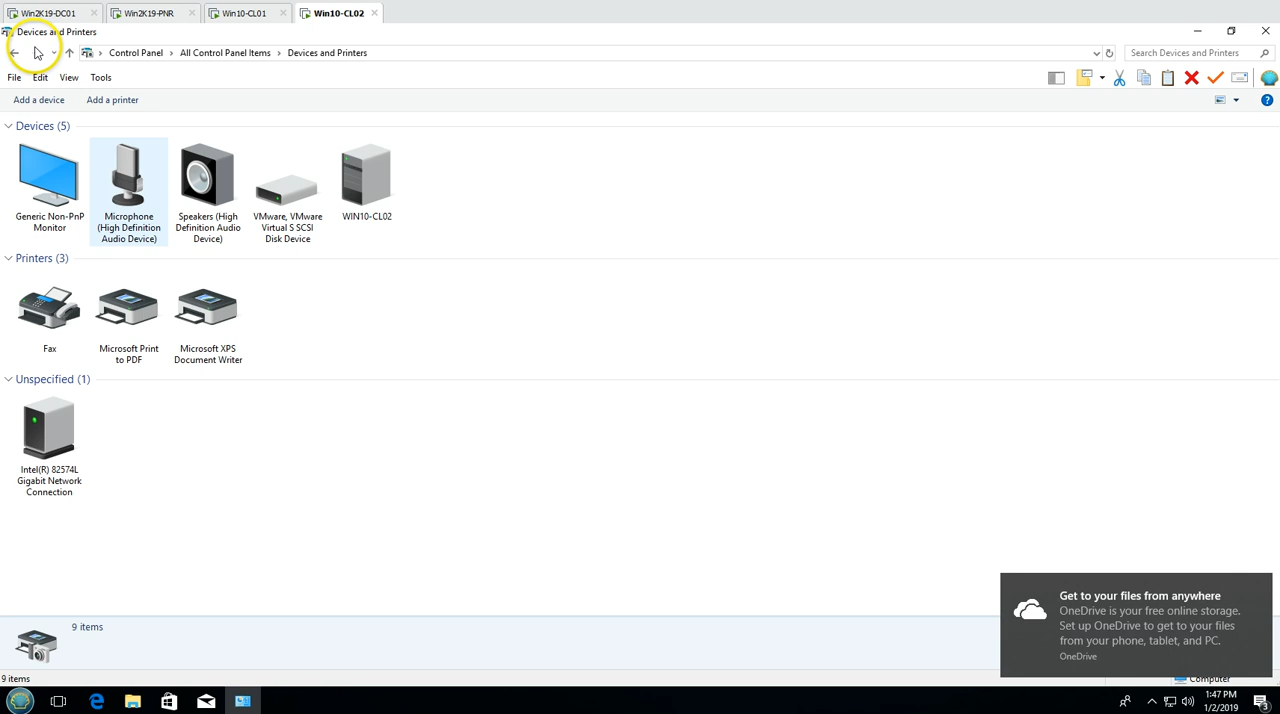 Win2K19-DC01
Win2K19-PNR
Win10-CL01
Win10-CL02
Devices and Printers
Control Panel > All Control Panel Items > Devices and Printers
Search Devices and Printers
File Edit View Tools
Add a device Add a printer
Devices (5)
Generic Non-PnP
Monitor
Microphone
(High Definition
Audio Device)
Speakers (High
Definition Audio
Device)
VMware, VMware
Virtual S SCSI
Disk Device
WIN10-CL02
Printers (3)
Fax
Microsoft Print
to PDF
Microsoft XPS
Document Writer
Unspecified (1)
Intel(R) 82574L
Gigabit Network
Connection
Get to your files from anywhere
OneDrive is your free online storage.
Set up OneDrive to get to your files
from your phone, tablet, and PC.
OneDrive
9 items
9 items
Computer
1:47 PM
1/2/2019
3